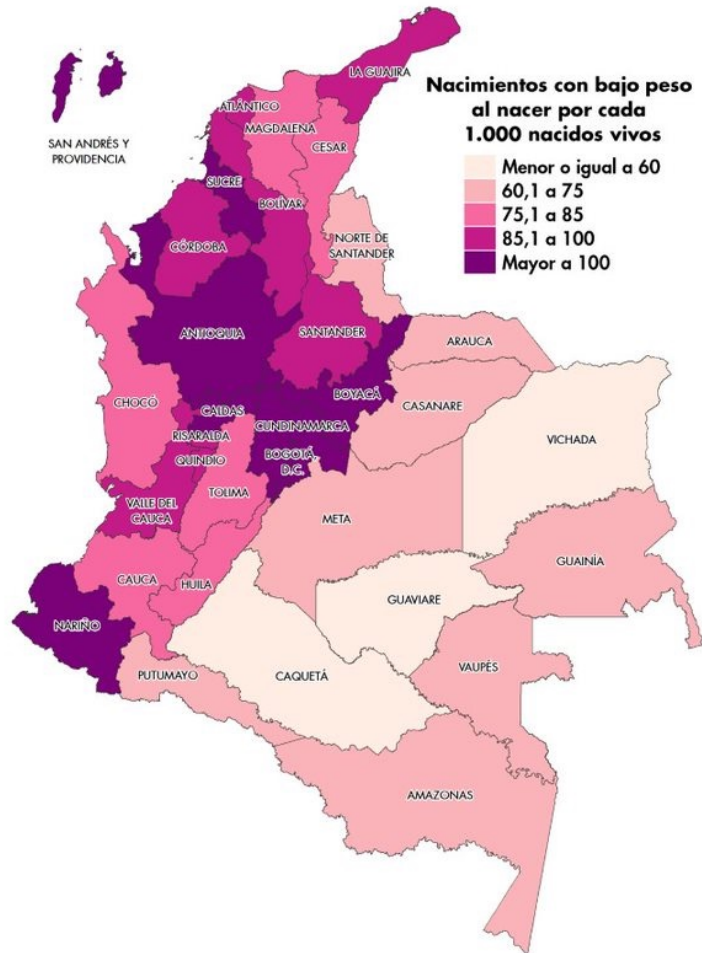 Nacimientos con bajo peso
al nacer por cada
1.000 nacidos vivos
Menor o igual a 60
60,1 a 75
75,1 a 85
85,1 a 100
Mayor a 100
SAN ANDRÉS Y
PROVIDENCIA
LA GUAJIRA
ATLÁNTICO
MAGDALENA
CESAR
SUCRE
BOLÍVAR
NORTE DE
SANTANDER
CÓRDOBA
ANTIOQUIA
SANTANDER
ARAUCA
CHOCÓ
BOYACÁ
CASANARE
CALDAS
CUNDINAMARCA
RISARALDA
VICHADA
QUINDIO
BOGOTÁ,
D.C.
TOLIMA
VALLE DEL
CAUCA
META
GUAINÍA
CAUCA
HUILA
GUAVIARE
NARIÑO
PUTUMAYO
CAQUETÁ
VAUPÉS
AMAZONAS